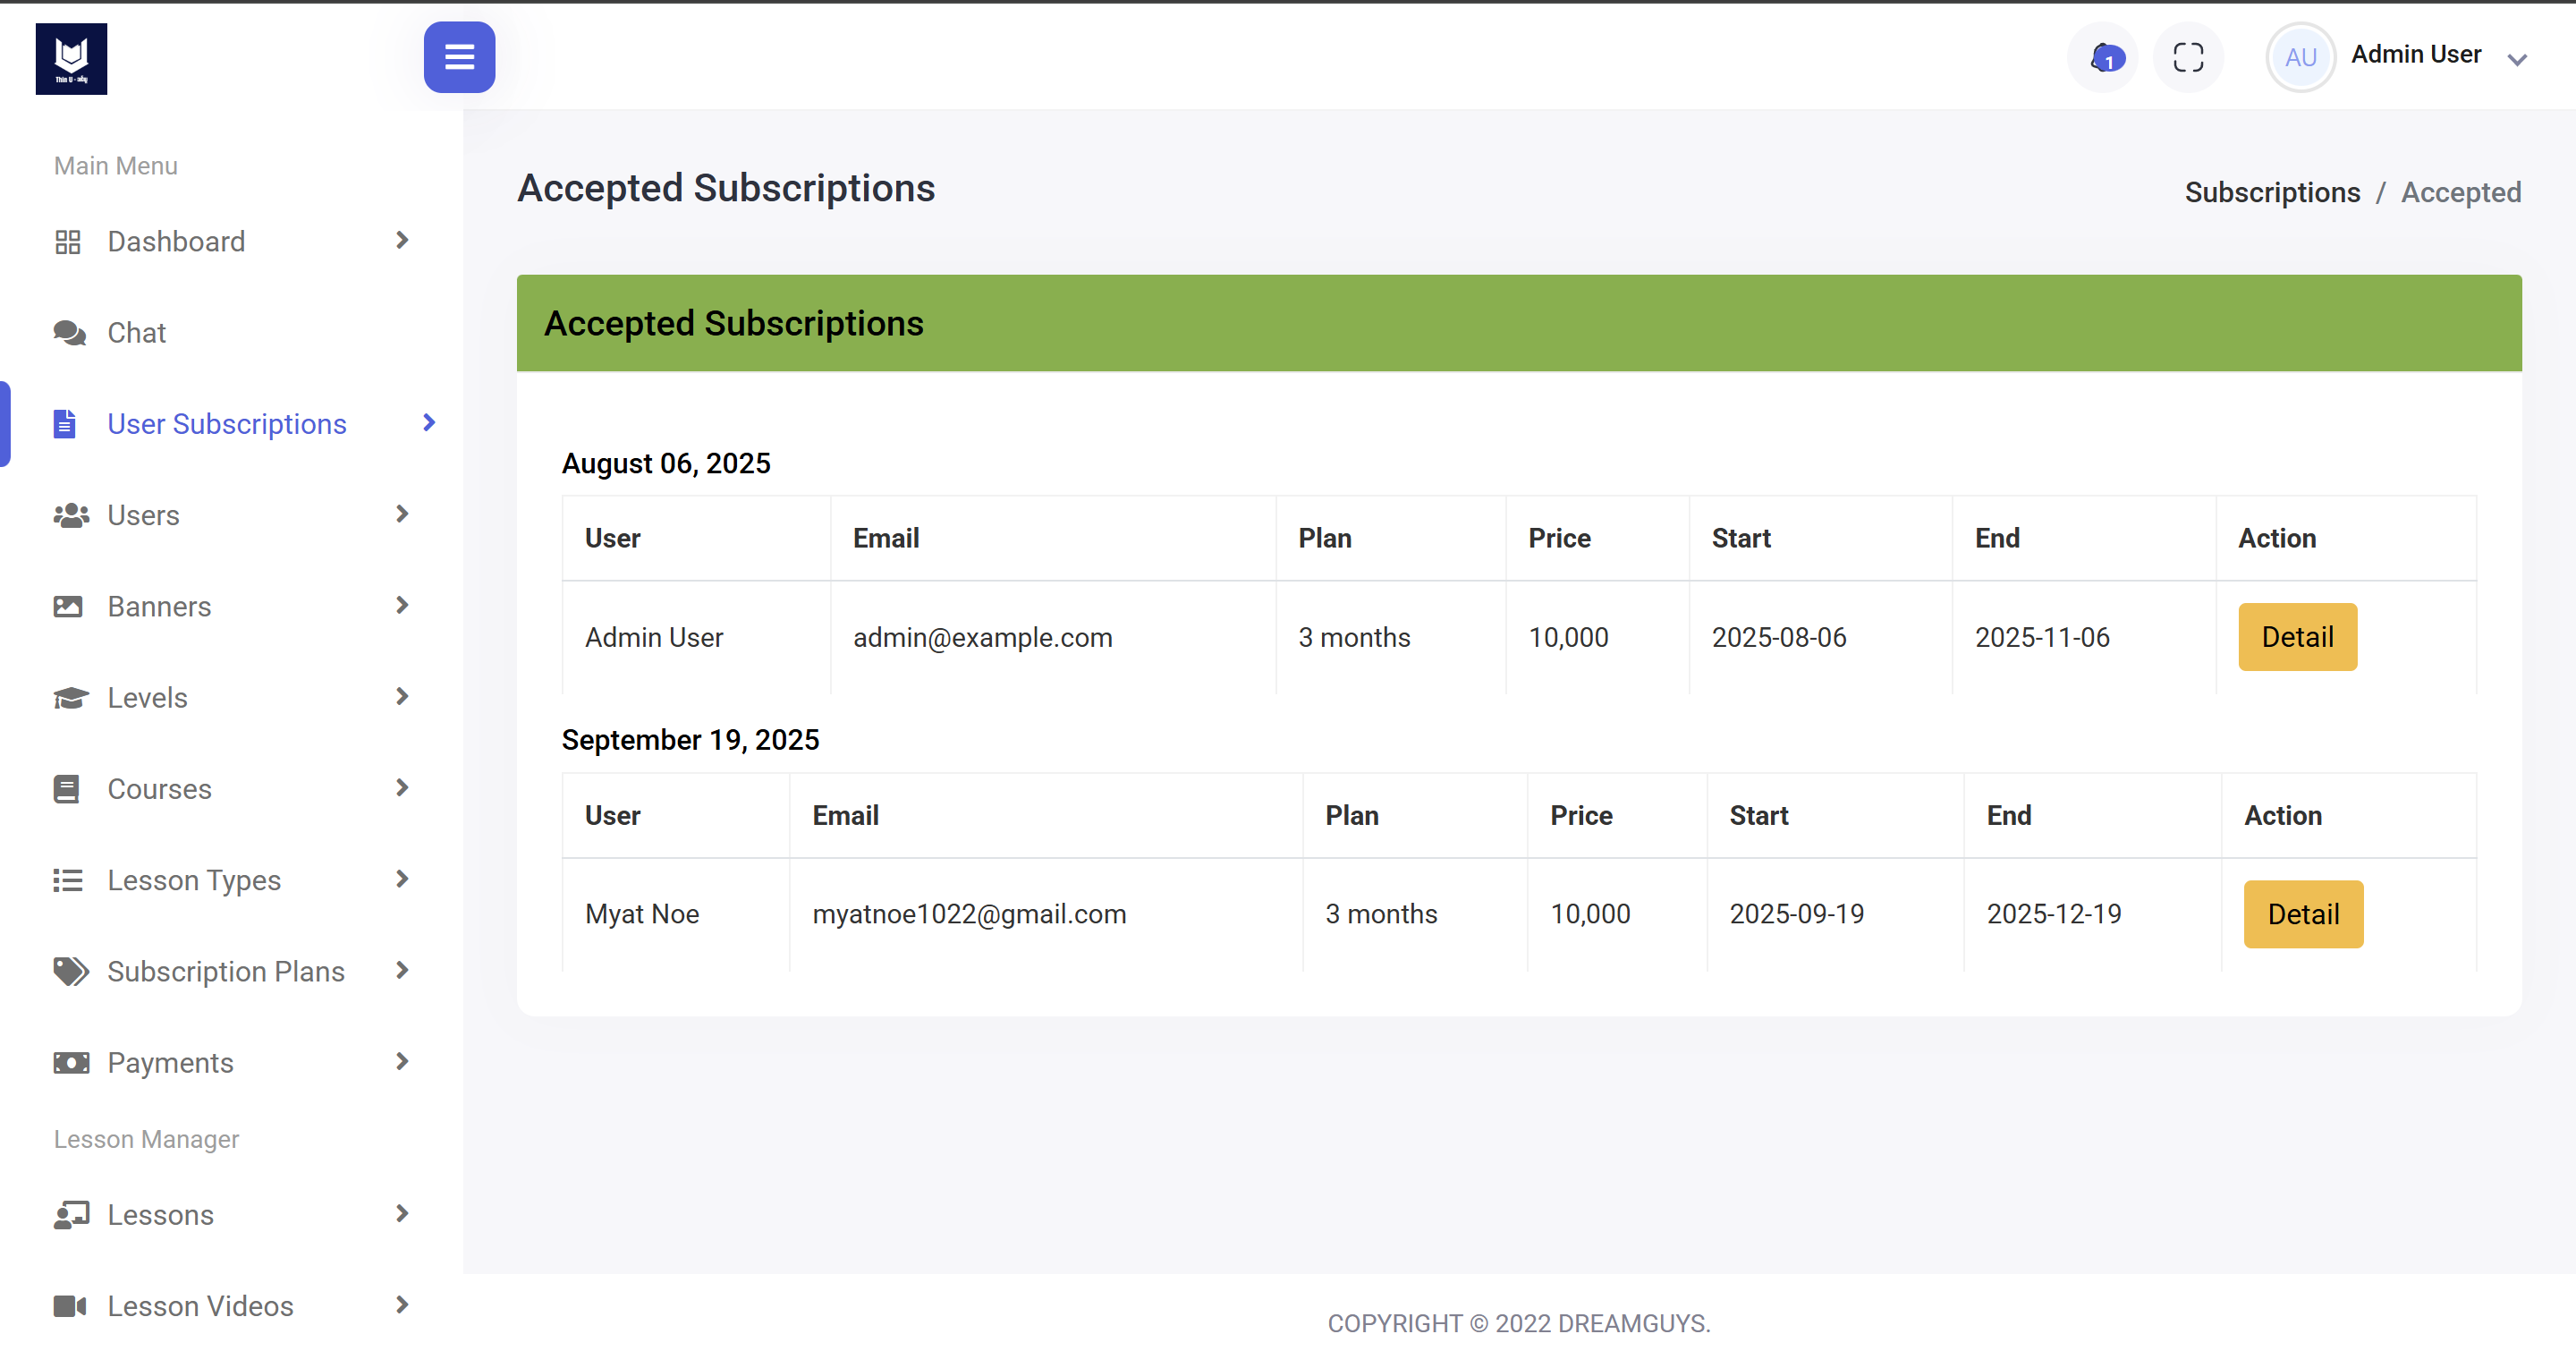 1
AU
Admin User
Main Menu
Dashboard
Chat
User Subscriptions
Users
Banners
Levels
Courses
Lesson Types
Subscription Plans
Payments
Lesson Manager
Lessons
Lesson Videos
Accepted Subscriptions
Subscriptions / Accepted
Accepted Subscriptions
August 06, 2025
User Email Plan Price Start End Action
Admin User admin@example.com 3 months 10,000 2025-08-06 2025-11-06 Detail
September 19, 2025
User Email Plan Price Start End Action
Myat Noe myatnoe1022@gmail.com 3 months 10,000 2025-09-19 2025-12-19 Detail
COPYRIGHT © 2022 DREAMGUYS.